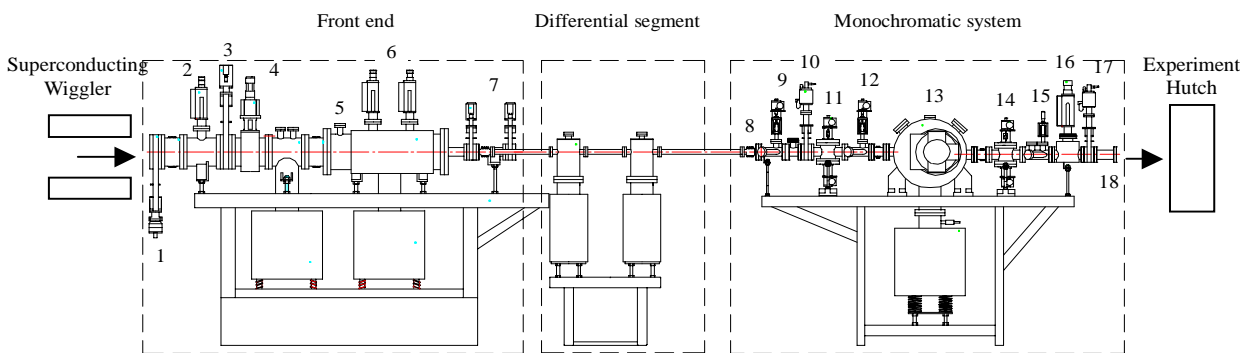 Front end
Differential segment
Monochromatic system
Superconducting
Wiggler
2
3
4
5
6
7
8
9
10
11
12
13
14
15
16
17
Experiment
Hutch
18
1